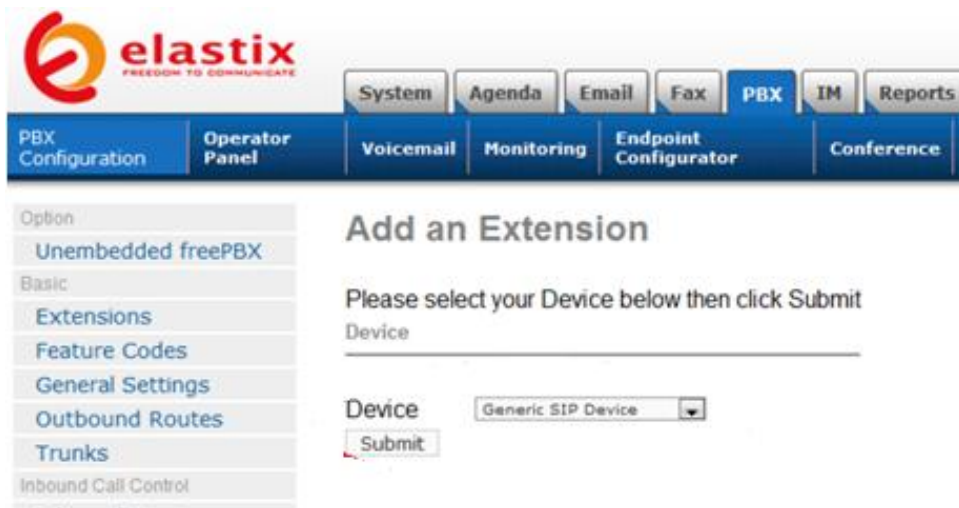 elastix
FREEDOM TO COMMUNICATE
System Agenda Email Fax PBX IM Reports
PBX Configuration Operator Panel Voicemail Monitoring Endpoint Configurator Conference
Option
Unembedded freePBX
Basic
Extensions
Feature Codes
General Settings
Outbound Routes
Trunks
Inbound Call Control
Add an Extension
Please select your Device below then click Submit
Device
Device Generic SIP Device
Submit